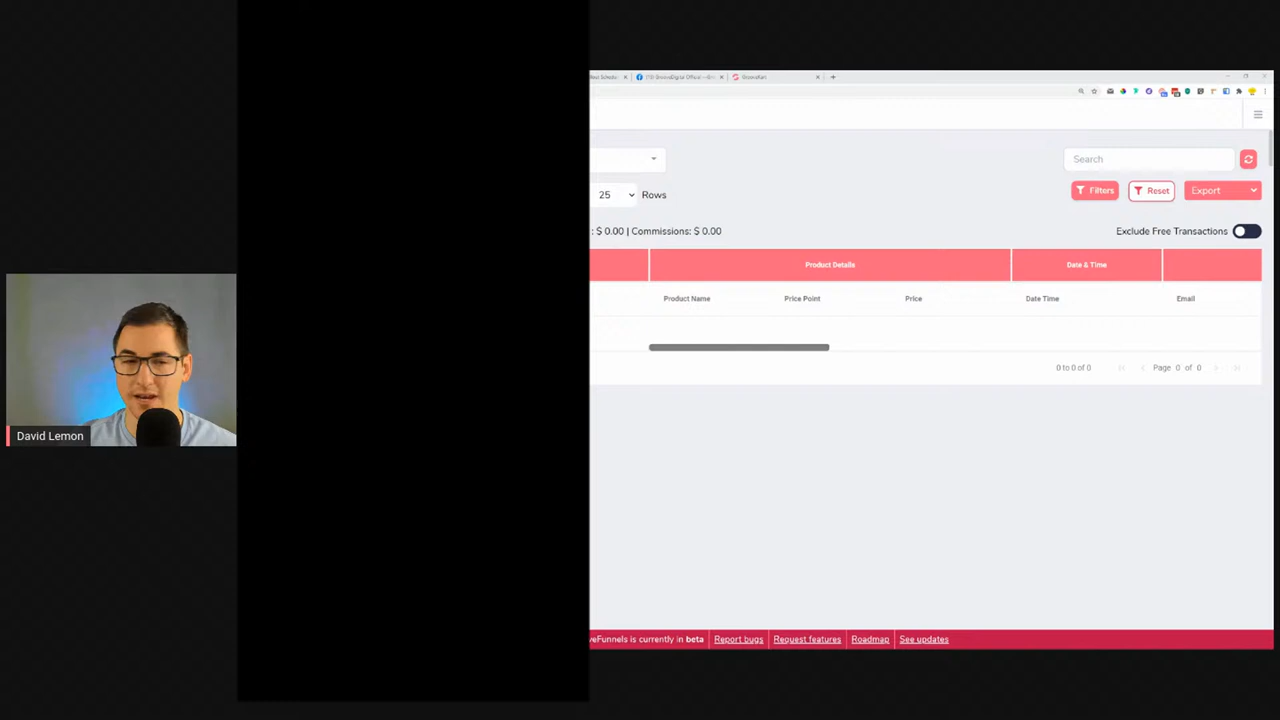 GrooveKart
Search
25 Rows
Filters
Reset
Export
: $ 0.00 | Commissions: $ 0.00
Exclude Free Transactions
Product Details
Date & Time
Product Name
Price Point
Price
Date Time
Email
0 to 0 of 0
Page 0 of 0
David Lemon
veFunnels is currently in beta
Report bugs
Request features
Roadmap
See updates